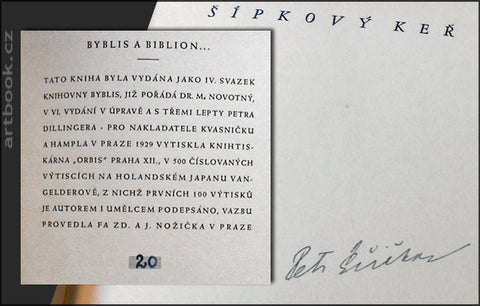 ŠÍPKOVÝ KEŘ
BYBLIS A BIBLION...
TATO KNIHA BYLA VYDÁNA JAKO IV. SVAZEK
KNIHOVNY BYBLIS, JIŽ POŘÁDÁ DR. M. NOVOTNÝ,
V VI. VYDÁNÍ V ÚPRAVĚ A S TŘEMI LEPTY PETRA
DILLINGERA - PRO NAKLADATELE KVASNIČKU
A HAMPLA V PRAZE 1929 VYTISKLA KNIHTIS-
KÁRNA „ORBIS" PRAHA XII., V 500 ČÍSLOVANÝCH
VÝTISCÍCH NA HOLANDSKÉM JAPANU VAN-
GELDEROVĚ, Z NICHŽ PRVNÍCH 100 VÝTISKŮ
JE AUTOREM I UMĚLCEM PODEPSÁNO, VAZBU
PROVEDLA FA ZD. A J. NOŽIČKA V PRAZE
20
artbook.cz